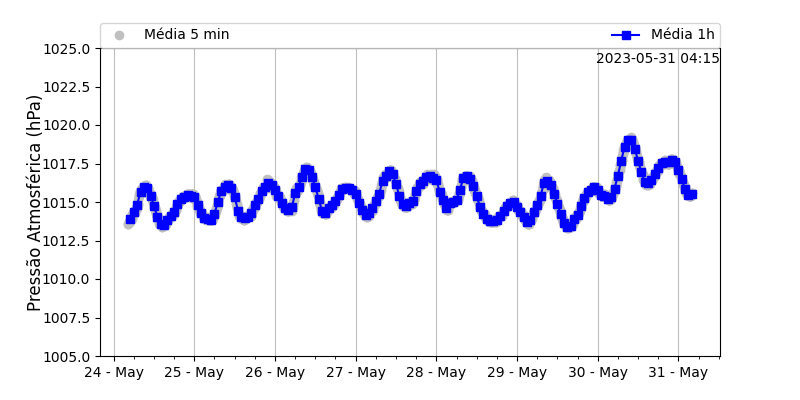 Média 5 min
Média 1h
2023-05-31 04:15
Pressão Atmosférica (hPa)
1025.0
1022.5
1020.0
1017.5
1015.0
1012.5
1010.0
1007.5
1005.0
24 - May
25 - May
26 - May
27 - May
28 - May
29 - May
30 - May
31 - May